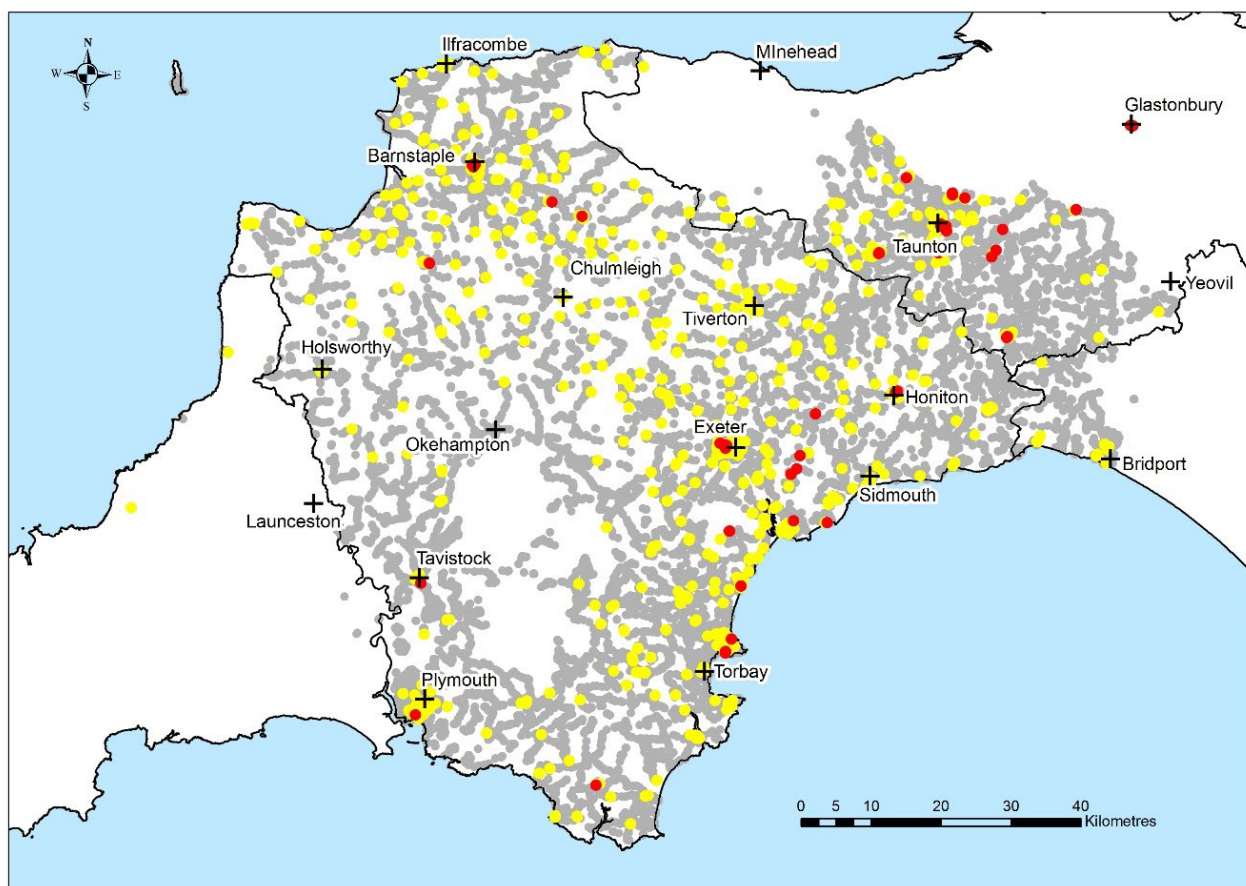 Ilfracombe
MInehead
N
W E
S
Glastonbury
Barnstaple
Taunton
Chulmleigh
Yeovil
Tiverton
Holsworthy
Honiton
Exeter
Okehampton
Bridport
Sidmouth
Launceston
Tavistock
Torbay
Plymouth
0 5 10 20 30 40
Kilometres